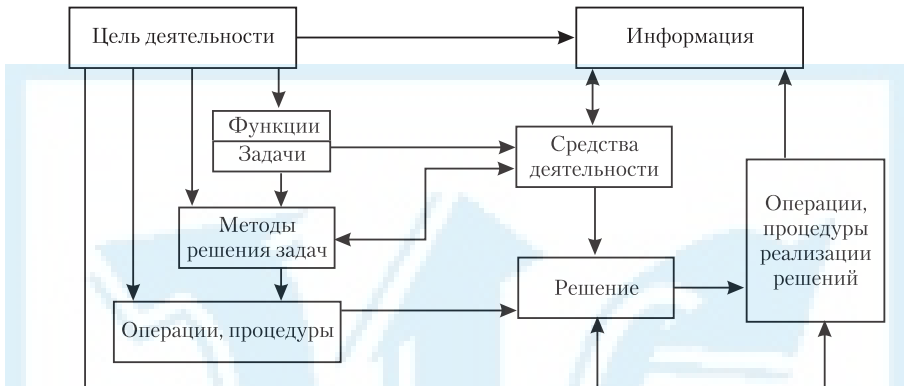 Цель деятельности
Информация
Функции
Задачи
Средства
деятельности
Методы
решения задач
Операции,
процедуры
реализации
решений
Решение
Операции, процедуры